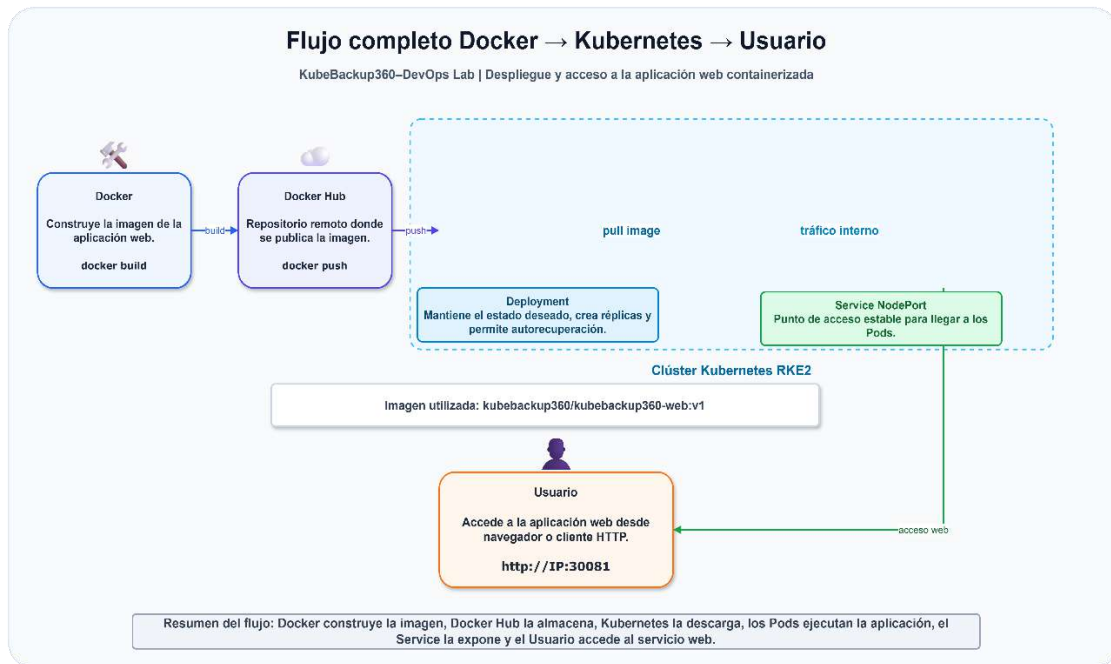 Flujo completo Docker → Kubernetes → Usuario
KubeBackup360–DevOps Lab | Despliegue y acceso a la aplicación web containerizada
Docker
Construye la imagen de la
aplicación web.
docker build
build
Docker Hub
Repositorio remoto donde
se publica la imagen.
docker push
push
pull image
tráfico interno
Deployment
Mantiene el estado deseado, crea réplicas y
permite autorecuperación.
Service NodePort
Punto de acceso estable para llegar a los
Pods.
Clúster Kubernetes RKE2
Imagen utilizada: kubebackup360/kubebackup360-web:v1
Usuario
Accede a la aplicación web desde
navegador o cliente HTTP.
http://IP:30081
acceso web
Resumen del flujo: Docker construye la imagen, Docker Hub la almacena, Kubernetes la descarga, los Pods ejecutan la aplicación, el
Service la expone y el Usuario accede al servicio web.